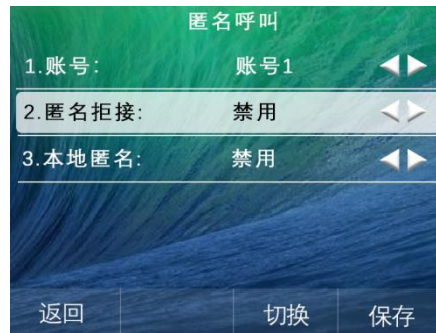 匿名呼叫
1.账号: 账号1
2.匿名拒接: 禁用
3.本地匿名: 禁用
返回 切换 保存